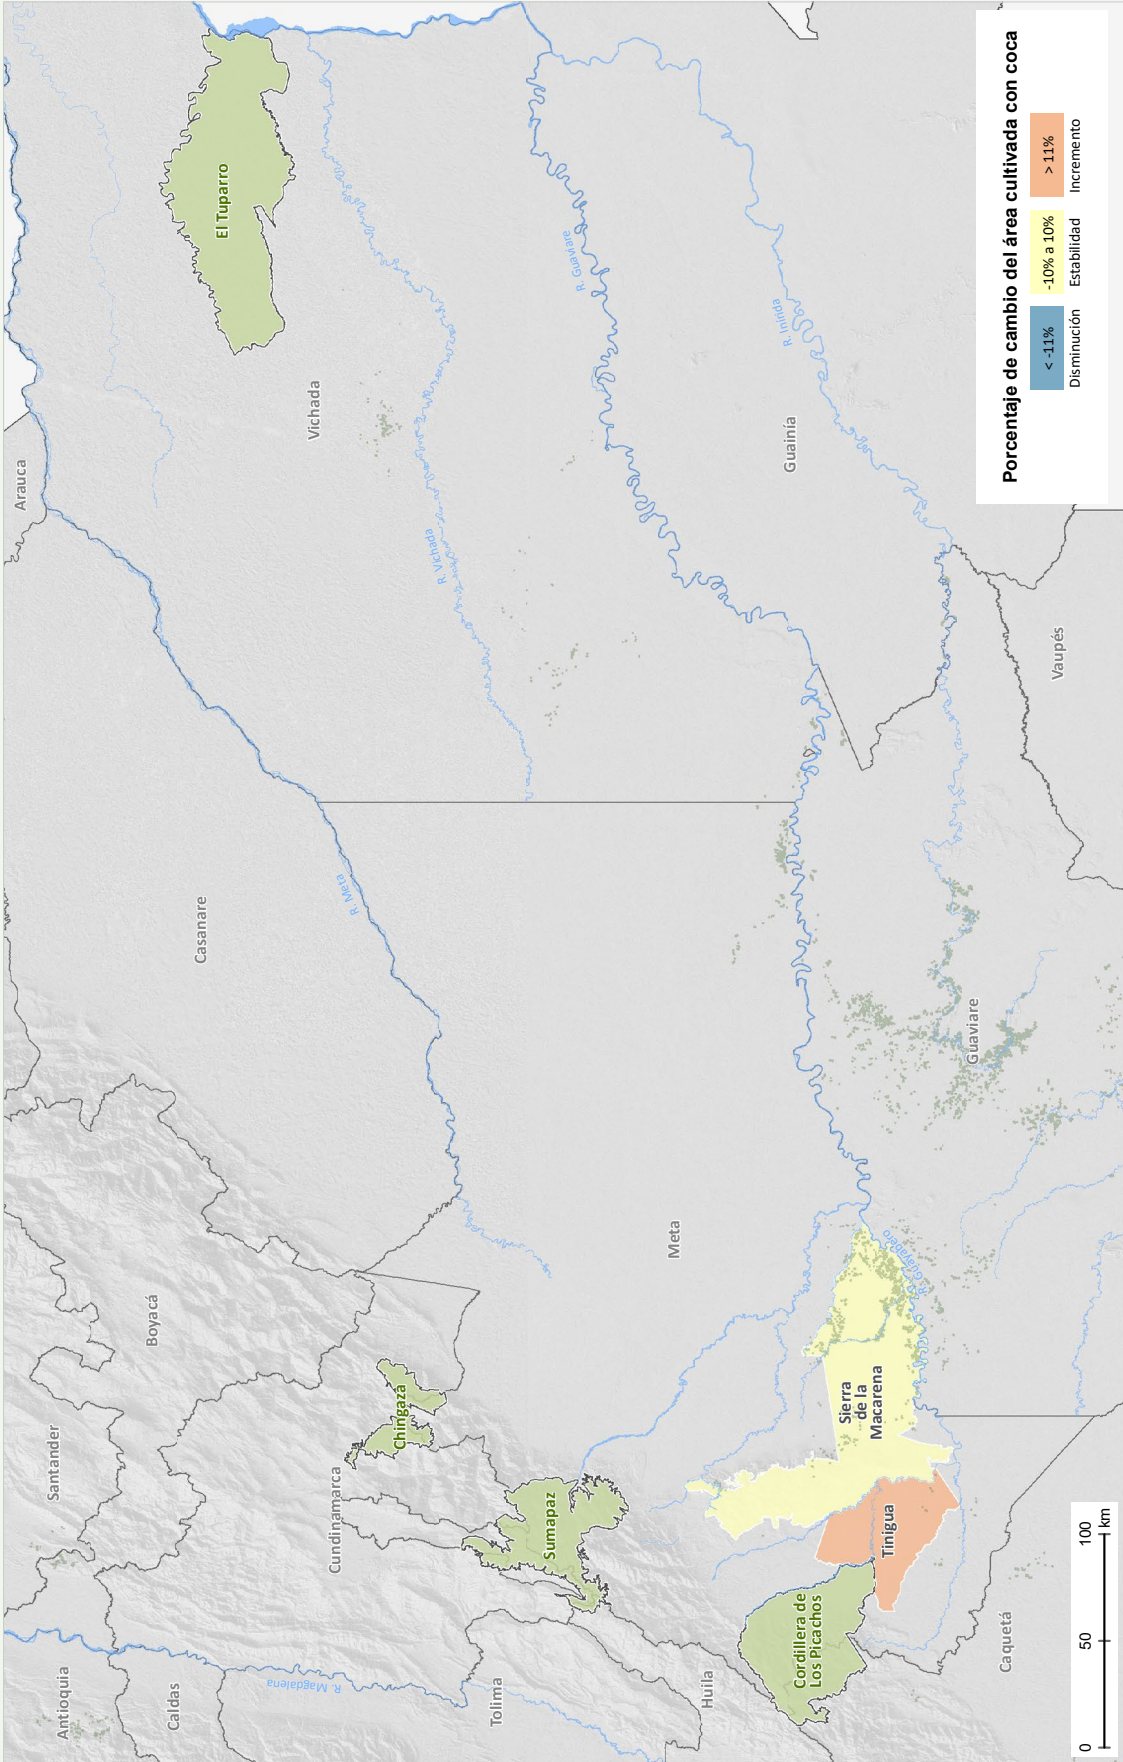 Arauca
El Tuparro
Vichada
R. Vichada
R. Guaviare
R. Inírida
Guainía
Casanare
R. Meta
Vaupés
Guaviare
Boyacá
Meta
R. Guayabero
Santander
Chingaza
Cundinamarca
Sumapaz
Sierra
de la
Macarena
Tinigua
Antioquia
Caldas
R. Magdalena
Tolima
Huila
Cordillera de
Los Picachos
Caquetá
0 50 100
km
Porcentaje de cambio del área cultivada con coca
< -11% -10% a 10% > 11%
Disminución Estabilidad Incremento